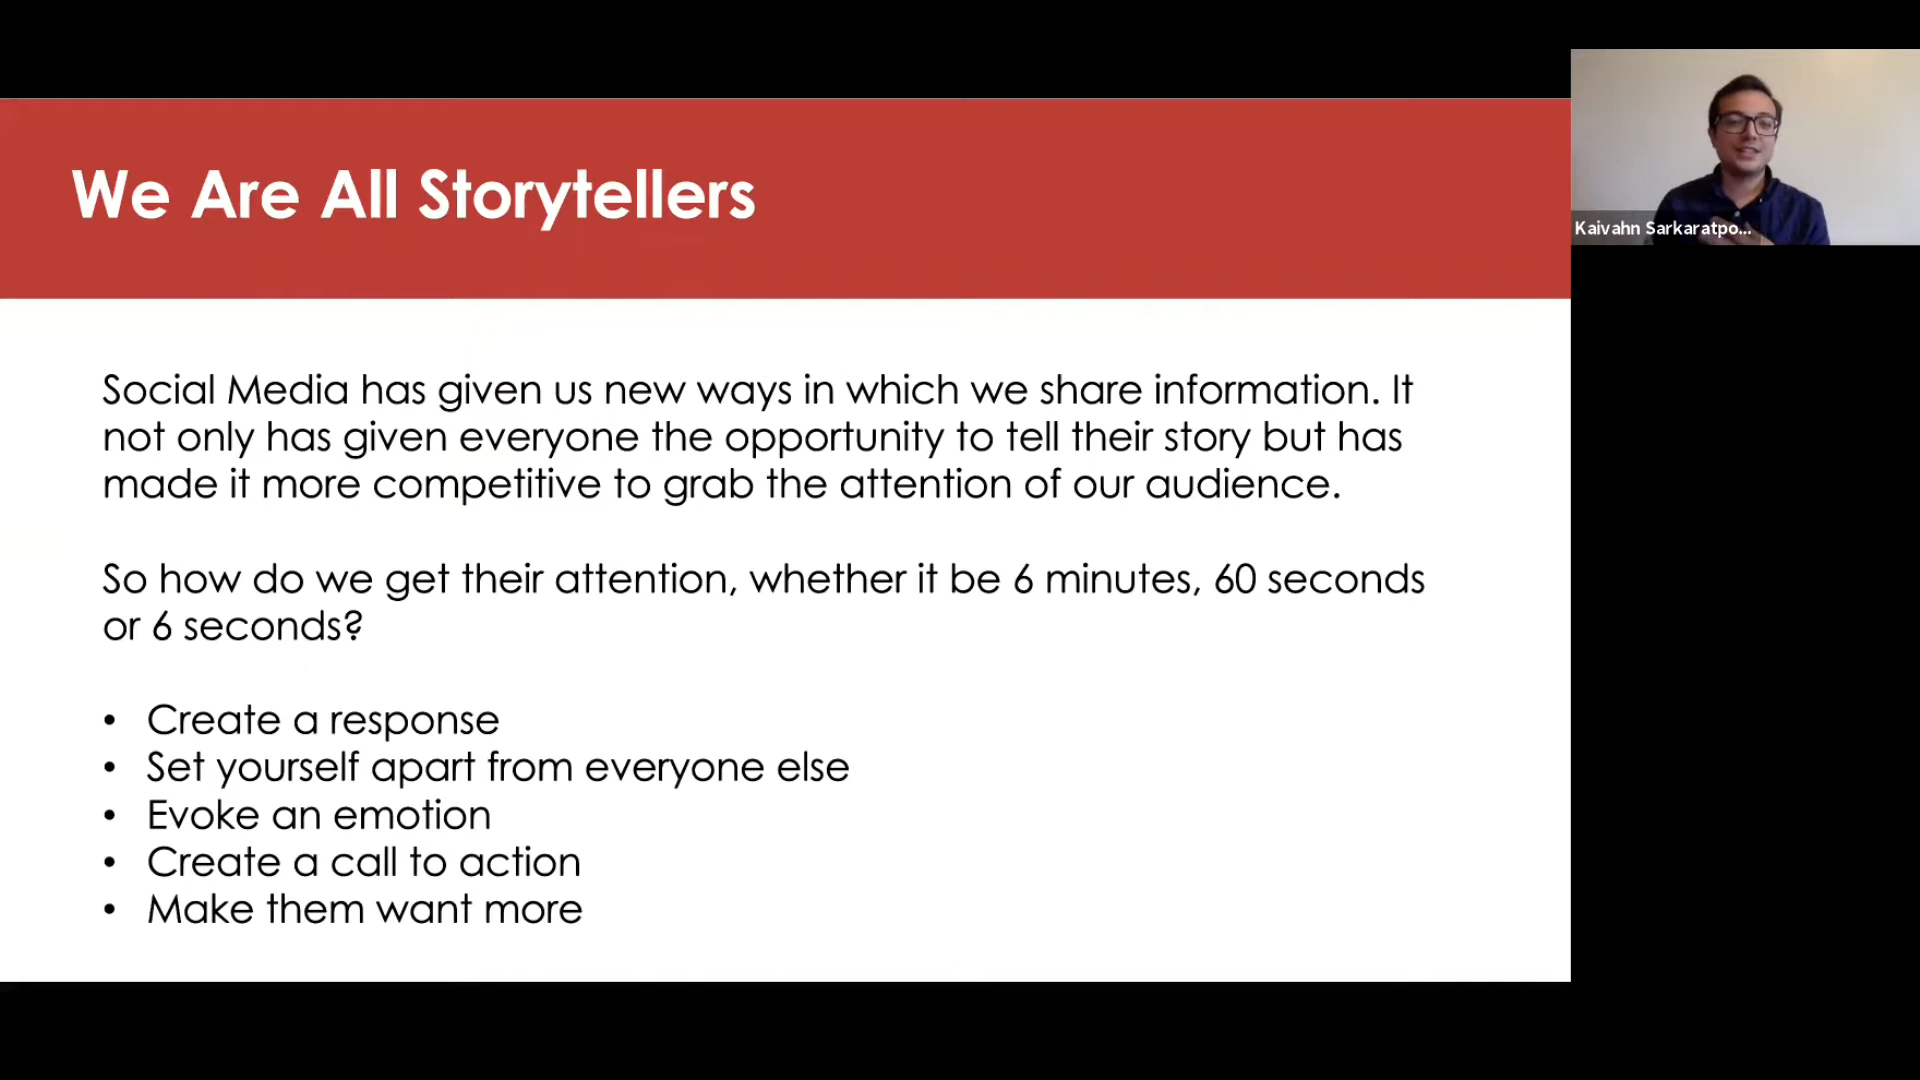 We Are All Storytellers
Kaivahn Sarkaratpo...
Social Media has given us new ways in which we share information. It
not only has given everyone the opportunity to tell their story but has
made it more competitive to grab the attention of our audience.
So how do we get their attention, whether it be 6 minutes, 60 seconds
or 6 seconds?
• Create a response
• Set yourself apart from everyone else
• Evoke an emotion
• Create a call to action
• Make them want more